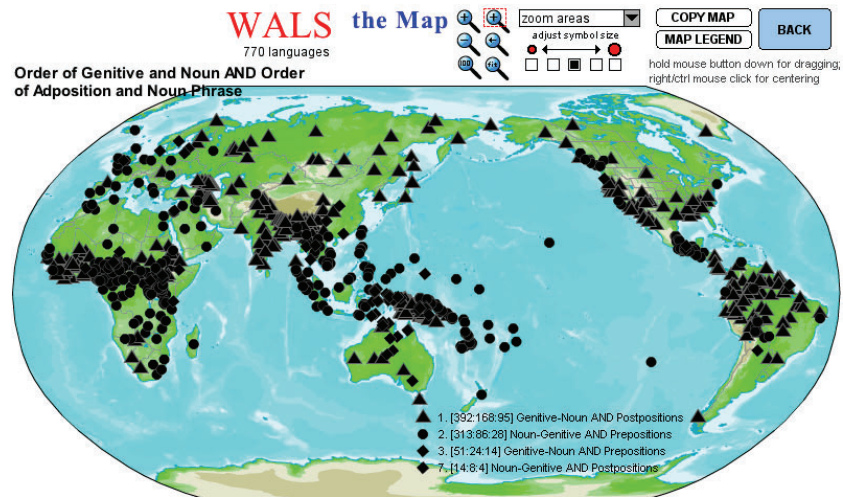 WALS the Map
770 languages
zoom areas
adjust symbol size
COPY MAP
MAP LEGEND
BACK
hold mouse button down for dragging;
right/ctrl mouse click for centering
100
fit
Order of Genitive and Noun AND Order
of Adposition and Noun Phrase
1. [392:168:95] Genitive-Noun AND Postpositions
2. [313:86:28] Noun-Genitive AND Prepositions
3. [51:24:14] Genitive-Noun AND Prepositions
7. [14:8:4] Noun-Genitive AND Postpositions